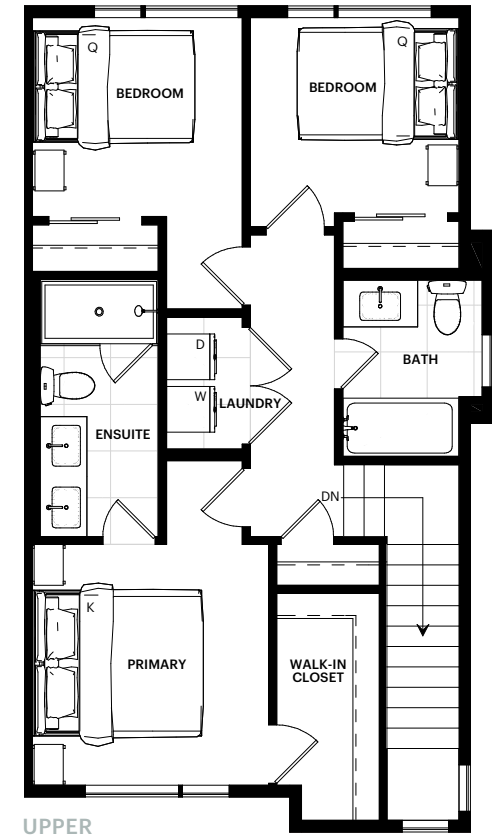 Q
Q
BEDROOM
BEDROOM
D
BATH
W
LAUNDRY
ENSUITE
DN
K
PRIMARY
WALK-IN
CLOSET
UPPER